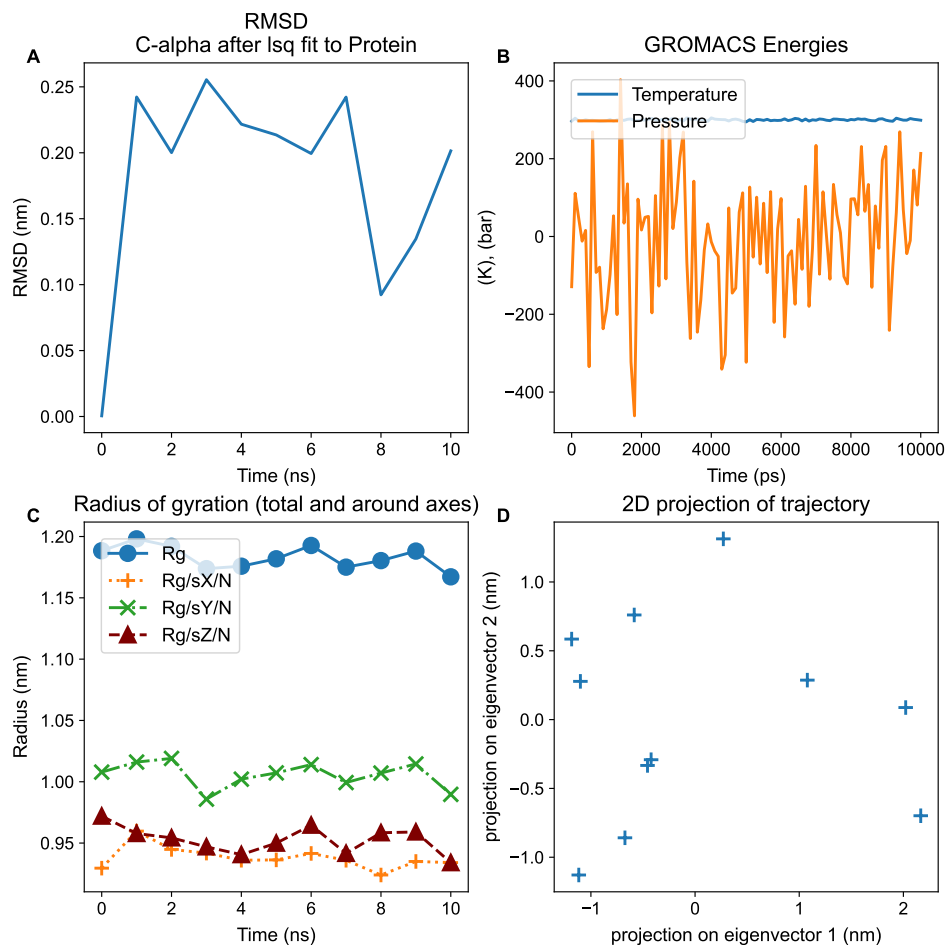 RMSD
C-alpha after lsq fit to Protein
A
RMSD (nm)
0.25
0.20
0.15
0.10
0.05
0.00
0 2 4 6 8 10
Time (ns)
GROMACS Energies
B
(K), (bar)
Temperature
Pressure
400
200
0
−200
−400
0 2000 4000 6000 8000 10000
Time (ps)
Radius of gyration (total and around axes)
C
Radius (nm)
Rg
Rg/sX/N
Rg/sY/N
Rg/sZ/N
1.20
1.15
1.10
1.05
1.00
0.95
0 2 4 6 8 10
Time (ns)
2D projection of trajectory
D
projection on eigenvector 2 (nm)
1.0
0.5
0.0
−0.5
−1.0
−1 0 1 2
projection on eigenvector 1 (nm)